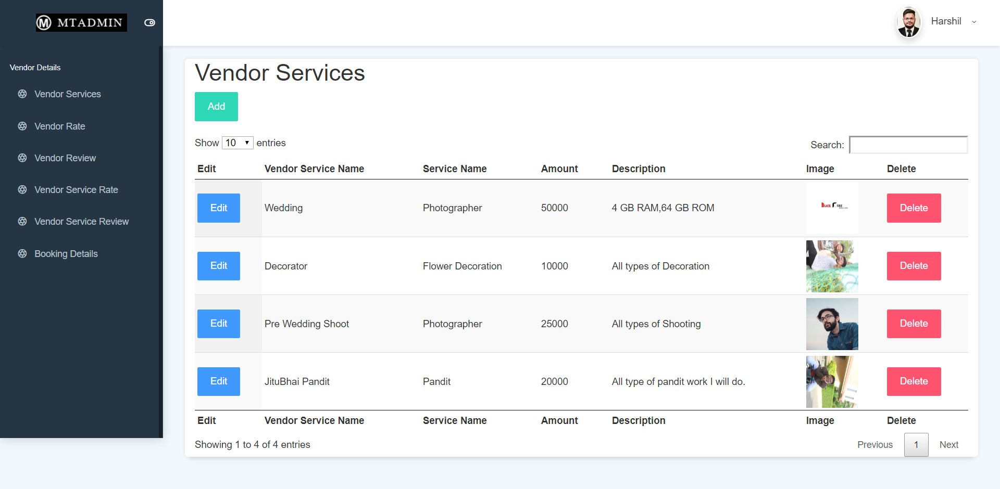 M MTADMIN
Harshil
Vendor Details
Vendor Services
Vendor Rate
Vendor Review
Vendor Service Rate
Vendor Service Review
Booking Details
Vendor Services
Add
Show 10 entries
Search:
Edit Vendor Service Name Service Name Amount Description Image Delete
Edit Wedding Photographer 50000 4 GB RAM,64 GB ROM Delete
Edit Decorator Flower Decoration 10000 All types of Decoration Delete
Edit Pre Wedding Shoot Photographer 25000 All types of Shooting Delete
Edit JituBhai Pandit Pandit 20000 All type of pandit work I will do. Delete
Edit Vendor Service Name Service Name Amount Description Image Delete
Showing 1 to 4 of 4 entries
Previous 1 Next